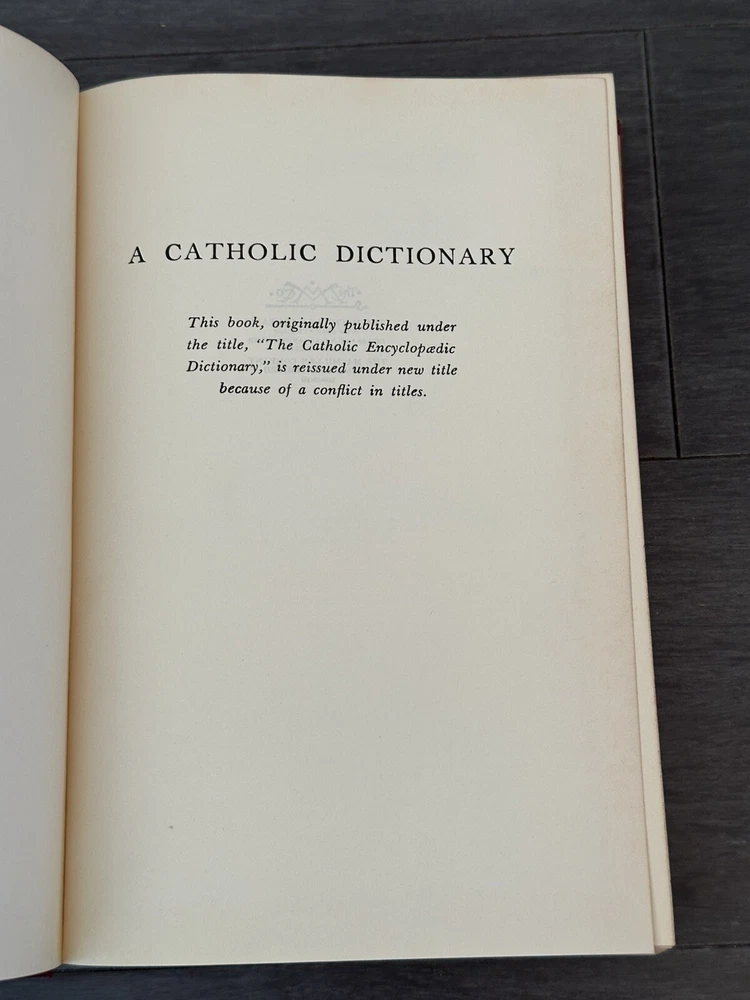 A CATHOLIC DICTIONARY
This book, originally published under
the title, "The Catholic Encyclopædic
Dictionary," is reissued under new title
because of a conflict in titles.